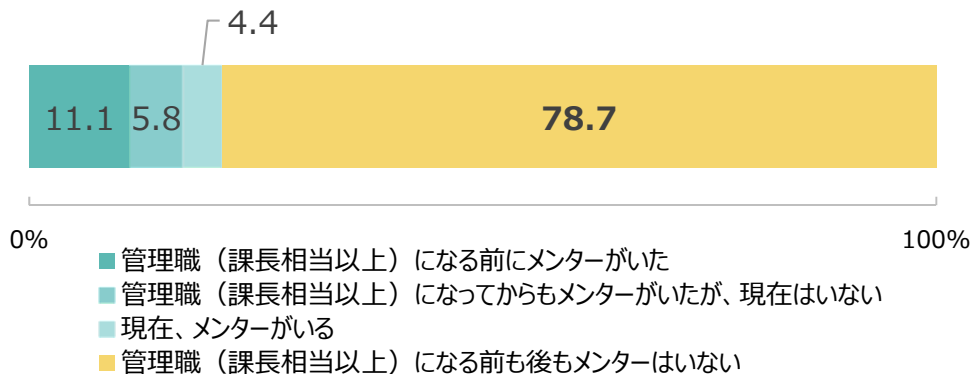 4.4
11.1 5.8 78.7
0% 100%
■管理職（課長相当以上）になる前にメンターがいた
■管理職（課長相当以上）になってからもメンターがいたが、現在はいない
■現在、メンターがいる
■管理職（課長相当以上）になる前も後もメンターはいない